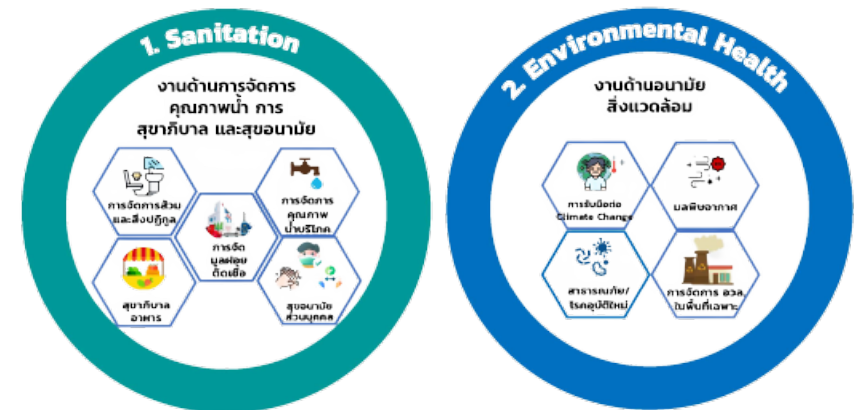 1. Sanitation
งานด้านการจัดการ
คุณภาพน้ำ การ
สุขาภิบาล และสุขอนามัย
การจัดการส้วม
และสิ่งปฏิกูล
การจัดการ
คุณภาพ
น้ำบริโภค
การจัด
มูลฝอย
ติดเชื้อ
สุขาภิบาล
อาหาร
สุขอนามัย
ส่วนบุคคล
2. Environmental Health
งานด้านอนามัย
สิ่งแวดล้อม
การรับมือต่อ
Climate Change
มลพิษอากาศ
สาธารณภัย/
โรคอุบัติใหม่
การจัดการ อวล.
ในพื้นที่เฉพาะ